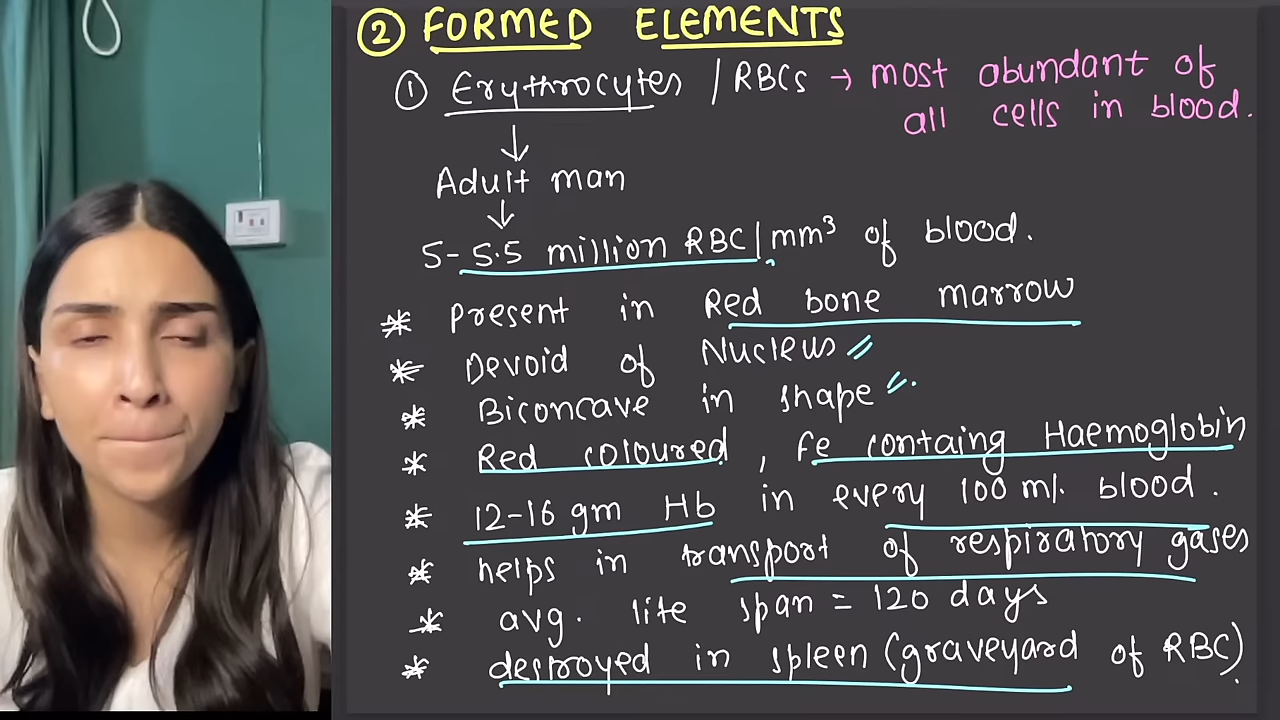 ② FORMED ELEMENTS
① Erythrocytes / RBCs → most abundant of
all cells in blood.
↓
Adult man
↓
5-5.5 million RBC/mm³ of blood.
* Present in Red bone marrow
* Devoid of Nucleus
* Biconcave in shape
* Red coloured, Fe containg Haemoglobin
* 12-16 gm Hb in every 100 ml. blood.
* helps in transport of respiratory gases
* avg. life span = 120 days
* destroyed in spleen (graveyard of RBC).